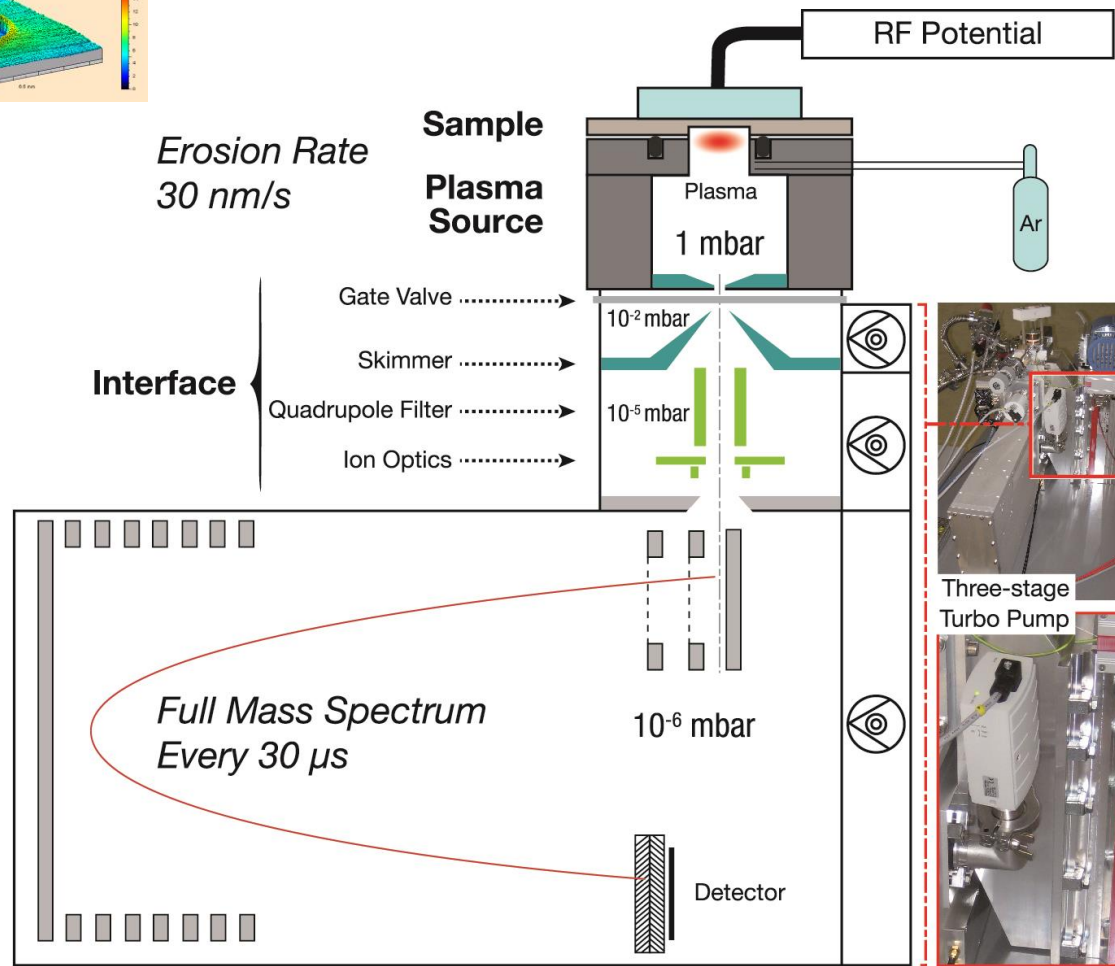 RF Potential
Sample
Erosion Rate
30 nm/s
Plasma
Source
Plasma
1 mbar
Ar
Gate Valve
10⁻² mbar
Skimmer
Interface
Quadrupole Filter
10⁻⁵ mbar
Ion Optics
Three-stage
Turbo Pump
Full Mass Spectrum
Every 30 µs
10⁻⁶ mbar
Detector